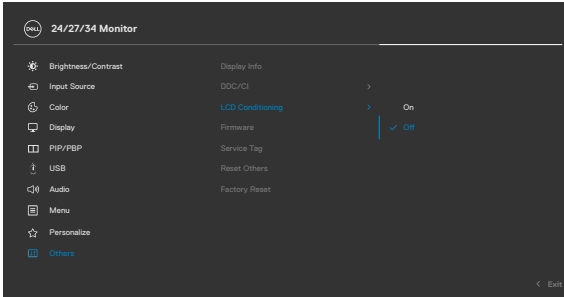 DELL 24/27/34 Monitor
Brightness/Contrast Display Info
Input Source DDC/CI
Color LCD Conditioning On
Display Firmware Off
PIP/PBP Service Tag
USB Reset Others
Audio Factory Reset
Menu
Personalize
Others
Exit